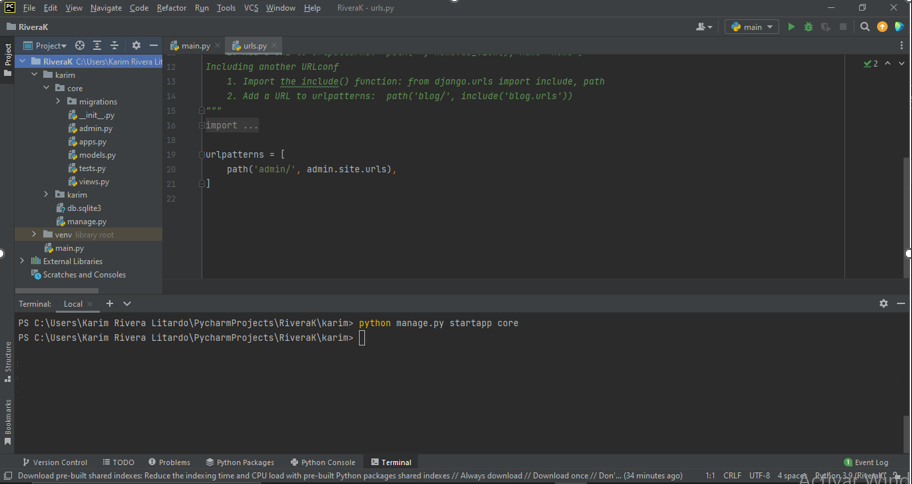 PC File Edit View Navigate Code Refactor Run Tools VCS Window Help RiveraK - urls.py
RiveraK
main
Project
main.py
urls.py
RiveraK C:\Users\Karim Rivera Lit
karim
core
migrations
__init__.py
admin.py
apps.py
models.py
tests.py
views.py
karim
db.sqlite3
manage.py
venv library root
main.py
External Libraries
Scratches and Consoles
Project
Structure
Bookmarks
12 Including another URLconf
13 1. Import the include() function: from django.urls import include, path
14 2. Add a URL to urlpatterns: path('blog/', include('blog.urls'))
15 """
16 import ...
18
19 urlpatterns = [
20 path('admin/', admin.site.urls),
21 ]
22
2
Terminal: Local
PS C:\Users\Karim Rivera Litardo\PycharmProjects\RiveraK\karim> python manage.py startapp core
PS C:\Users\Karim Rivera Litardo\PycharmProjects\RiveraK\karim>
Version Control TODO Problems Python Packages Python Console Terminal 1 Event Log
Download pre-built shared indexes: Reduce the indexing time and CPU load with pre-built Python packages shared indexes // Always download // Download once // Don'... (34 minutes ago) 1:1 CRLF UTF-8 4 spaces Python 3.9 (RiveraK)
Activar Wind